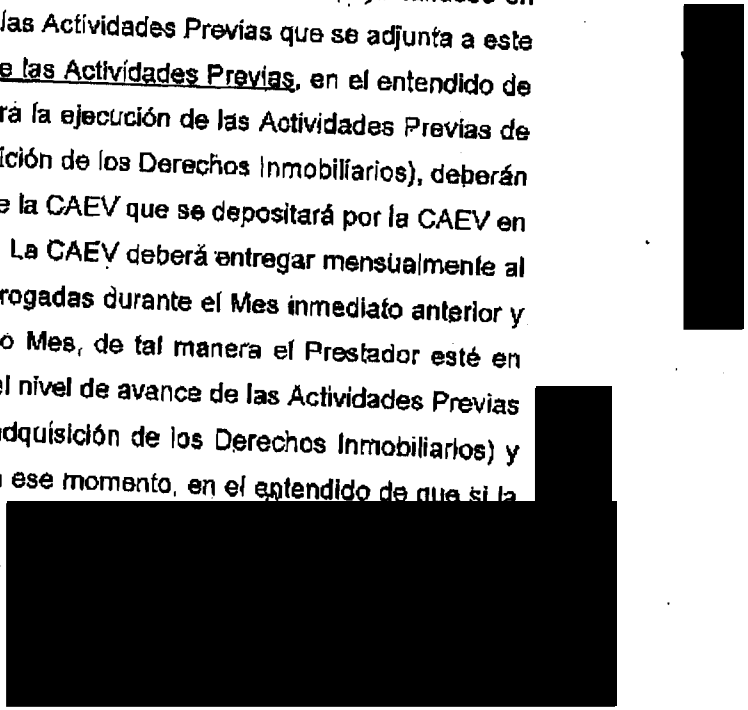 las Actividades Previas que se adjunta a este
e las Actividades Previas, en el entendido de
rá la ejecución de las Actividades Previas de
ición de los Derechos Inmobiliarios), deberán
e la CAEV que se depositará por la CAEV en
La CAEV deberá entregar mensualmente al
rogadas durante el Mes inmediato anterior y
o Mes, de tal manera el Prestador esté en
el nivel de avance de las Actividades Previas
adquisición de los Derechos Inmobiliarios) y
ese momento, en el entendido de que si la